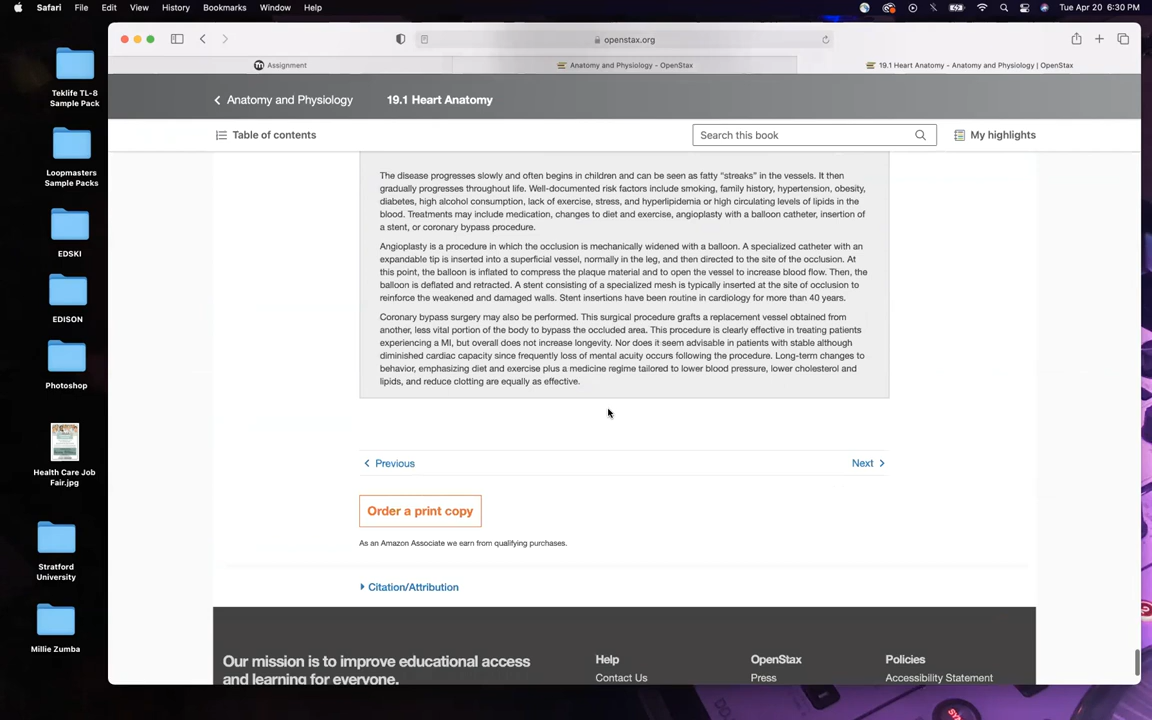 Safari File Edit View History Bookmarks Window Help Tue Apr 20 6:30 PM
openstax.org
Assignment Anatomy and Physiology - OpenStax 19.1 Heart Anatomy - Anatomy and Physiology | OpenStax
Anatomy and Physiology 19.1 Heart Anatomy
Table of contents Search this book My highlights
The disease progresses slowly and often begins in children and can be seen as fatty “streaks” in the vessels. It then
gradually progresses throughout life. Well-documented risk factors include smoking, family history, hypertension, obesity,
diabetes, high alcohol consumption, lack of exercise, stress, and hyperlipidemia or high circulating levels of lipids in the
blood. Treatments may include medication, changes to diet and exercise, angioplasty with a balloon catheter, insertion of
a stent, or coronary bypass procedure.
Angioplasty is a procedure in which the occlusion is mechanically widened with a balloon. A specialized catheter with an
expandable tip is inserted into a superficial vessel, normally in the leg, and then directed to the site of the occlusion. At
this point, the balloon is inflated to compress the plaque material and to open the vessel to increase blood flow. Then, the
balloon is deflated and retracted. A stent consisting of a specialized mesh is typically inserted at the site of occlusion to
reinforce the weakened and damaged walls. Stent insertions have been routine in cardiology for more than 40 years.
Coronary bypass surgery may also be performed. This surgical procedure grafts a replacement vessel obtained from
another, less vital portion of the body to bypass the occluded area. This procedure is clearly effective in treating patients
experiencing a MI, but overall does not increase longevity. Nor does it seem advisable in patients with stable although
diminished cardiac capacity since frequently loss of mental acuity occurs following the procedure. Long-term changes to
behavior, emphasizing diet and exercise plus a medicine regime tailored to lower blood pressure, lower cholesterol and
lipids, and reduce clotting are equally as effective.
Previous Next
Order a print copy
As an Amazon Associate we earn from qualifying purchases.
Citation/Attribution
Our mission is to improve educational access
and learning for everyone.
Help OpenStax Policies
Contact Us Press Accessibility Statement
Teklife TL-8
Sample Pack
Loopmasters
Sample Packs
EDSKI
EDISON
Photoshop
Health Care Job
Fair.jpg
Stratford
University
Millie Zumba